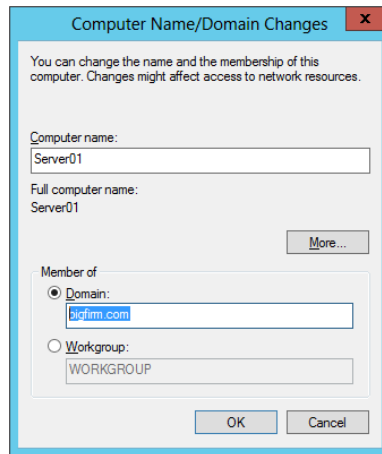 Computer Name/Domain Changes
x
You can change the name and the membership of this
computer. Changes might affect access to network resources.
Computer name:
Server01
Full computer name:
Server01
More...
Member of
Domain:
bigfirm.com
Workgroup:
WORKGROUP
OK
Cancel